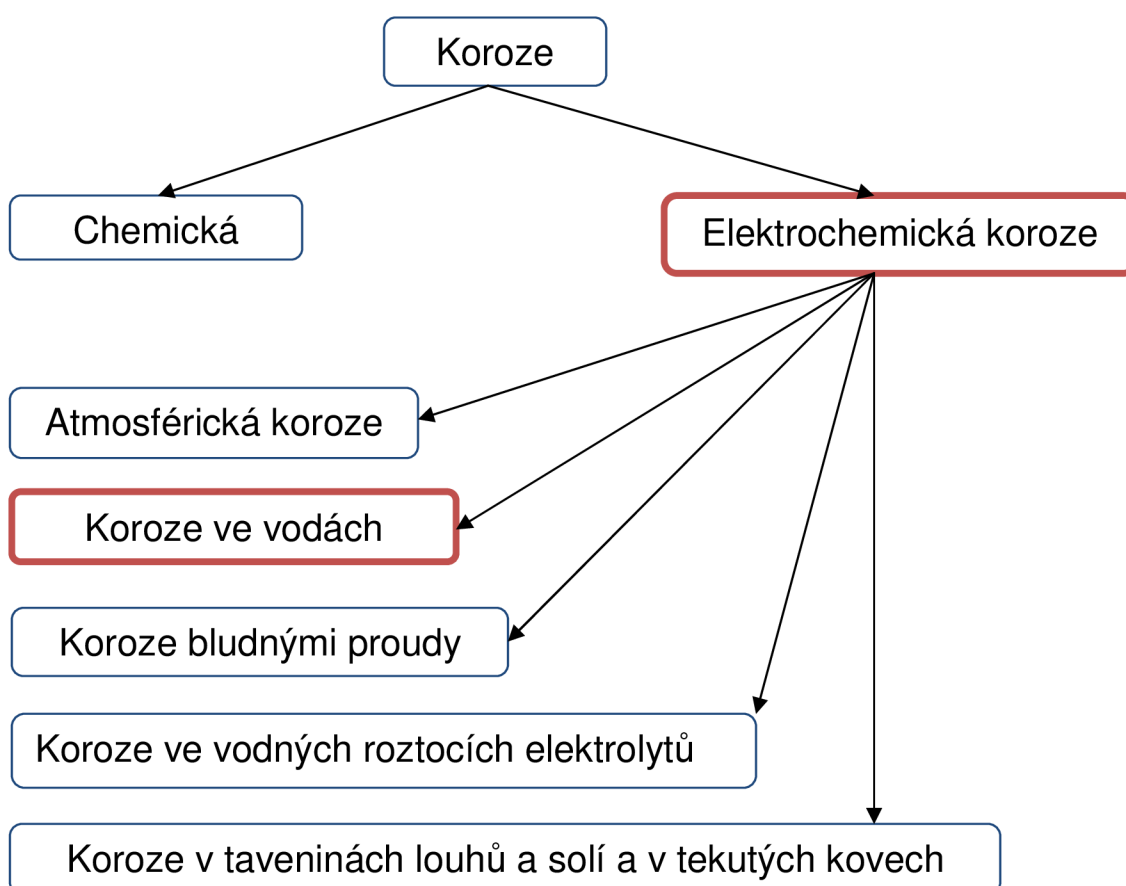 Koroze
Chemická
Elektrochemická koroze
Atmosférická koroze
Koroze ve vodách
Koroze bludnými proudy
Koroze ve vodných roztocích elektrolytů
Koroze v taveninách louhů a solí a v tekutých kovech